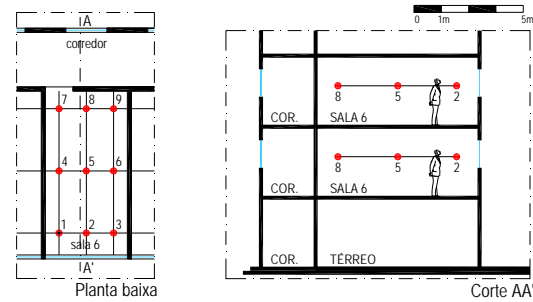 A
corredor
7 8 9
4 5 6
1 2 3
sala 6
A'
Planta baixa
0 1m 5m
8 5 2
COR. SALA 6
8 5 2
COR. SALA 6
COR. TÉRREO
Corte AA'